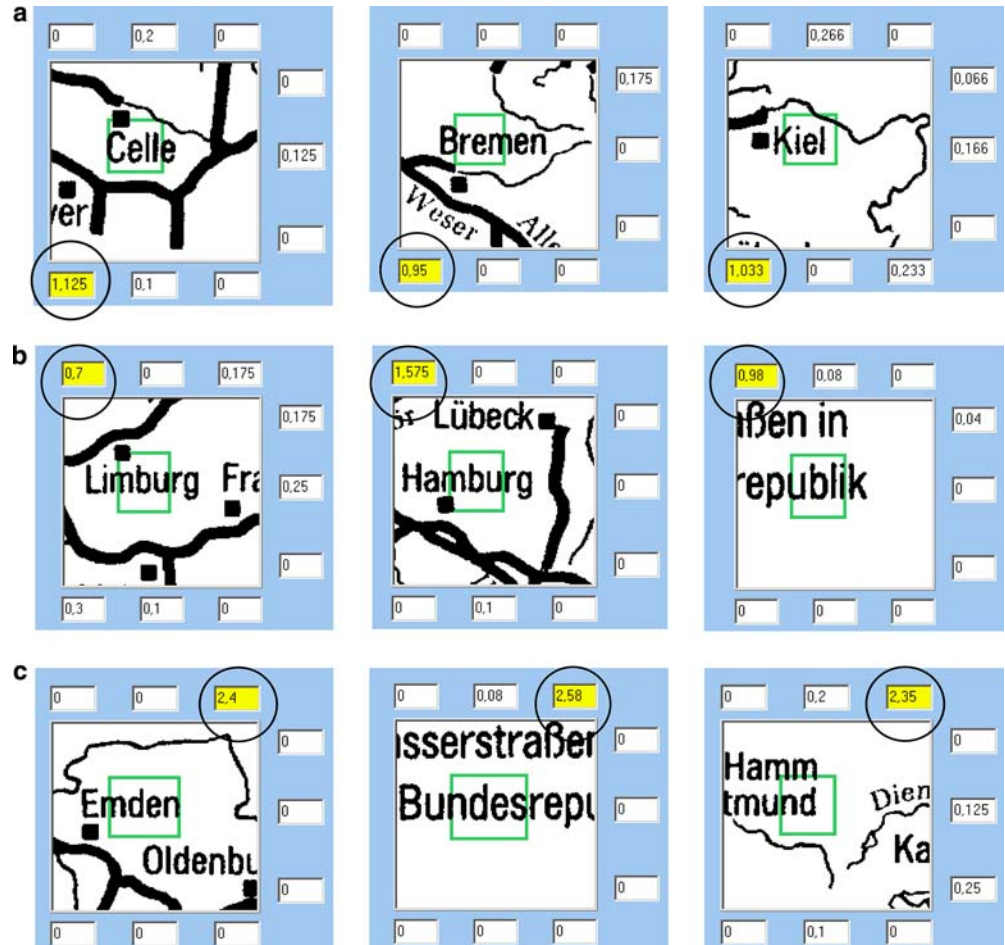 a
0 0,2 0
0
Celle
0,125
ver
0
1,125 0,1 0
0 0 0
0,175
Bremen
0
Weser Alle
0
0,95 0 0
0 0,266 0
0,066
Kiel
0,166
0
1,033 0 0,233
b
0,7 0 0,175
0,175
Limburg Fra
0,25
0
0,3 0,1 0
1,575 0 0
Lübeck
0
Hamburg
0
0
0 0,1 0
0,98 0,08 0
ßen in
0,04
republik
0
0
0 0 0
c
0 0 2,4
0
Emden
0
Oldenbu
0
0 0 0
0 0,08 2,58
sserstraßen
0
Bundesrepu
0
0
0 0 0
0 0,2 2,35
0
Hamm
tmund Dien
0,125
Ka
0,25
0 0,1 0